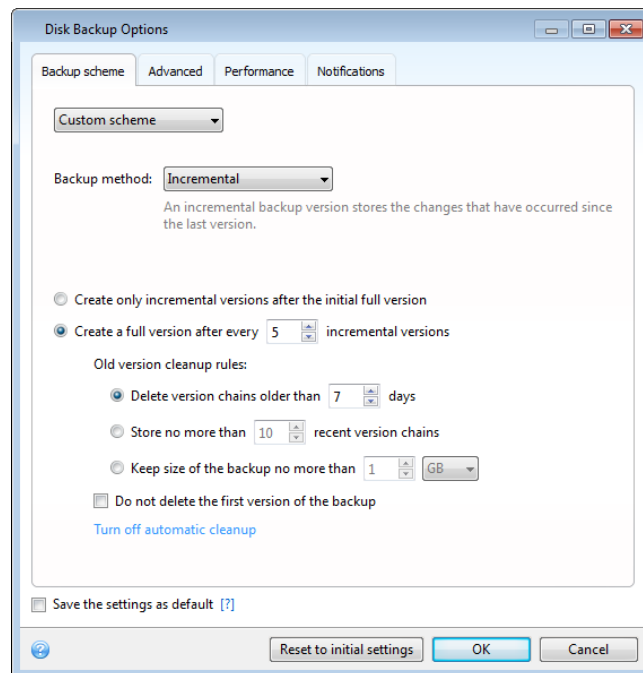 Disk Backup Options
Backup scheme Advanced Performance Notifications
Custom scheme
Backup method: Incremental
An incremental backup version stores the changes that have occurred since
the last version.
Create only incremental versions after the initial full version
Create a full version after every 5 incremental versions
Old version cleanup rules:
Delete version chains older than 7 days
Store no more than 10 recent version chains
Keep size of the backup no more than 1 GB
Do not delete the first version of the backup
Turn off automatic cleanup
Save the settings as default [?]
? Reset to initial settings OK Cancel